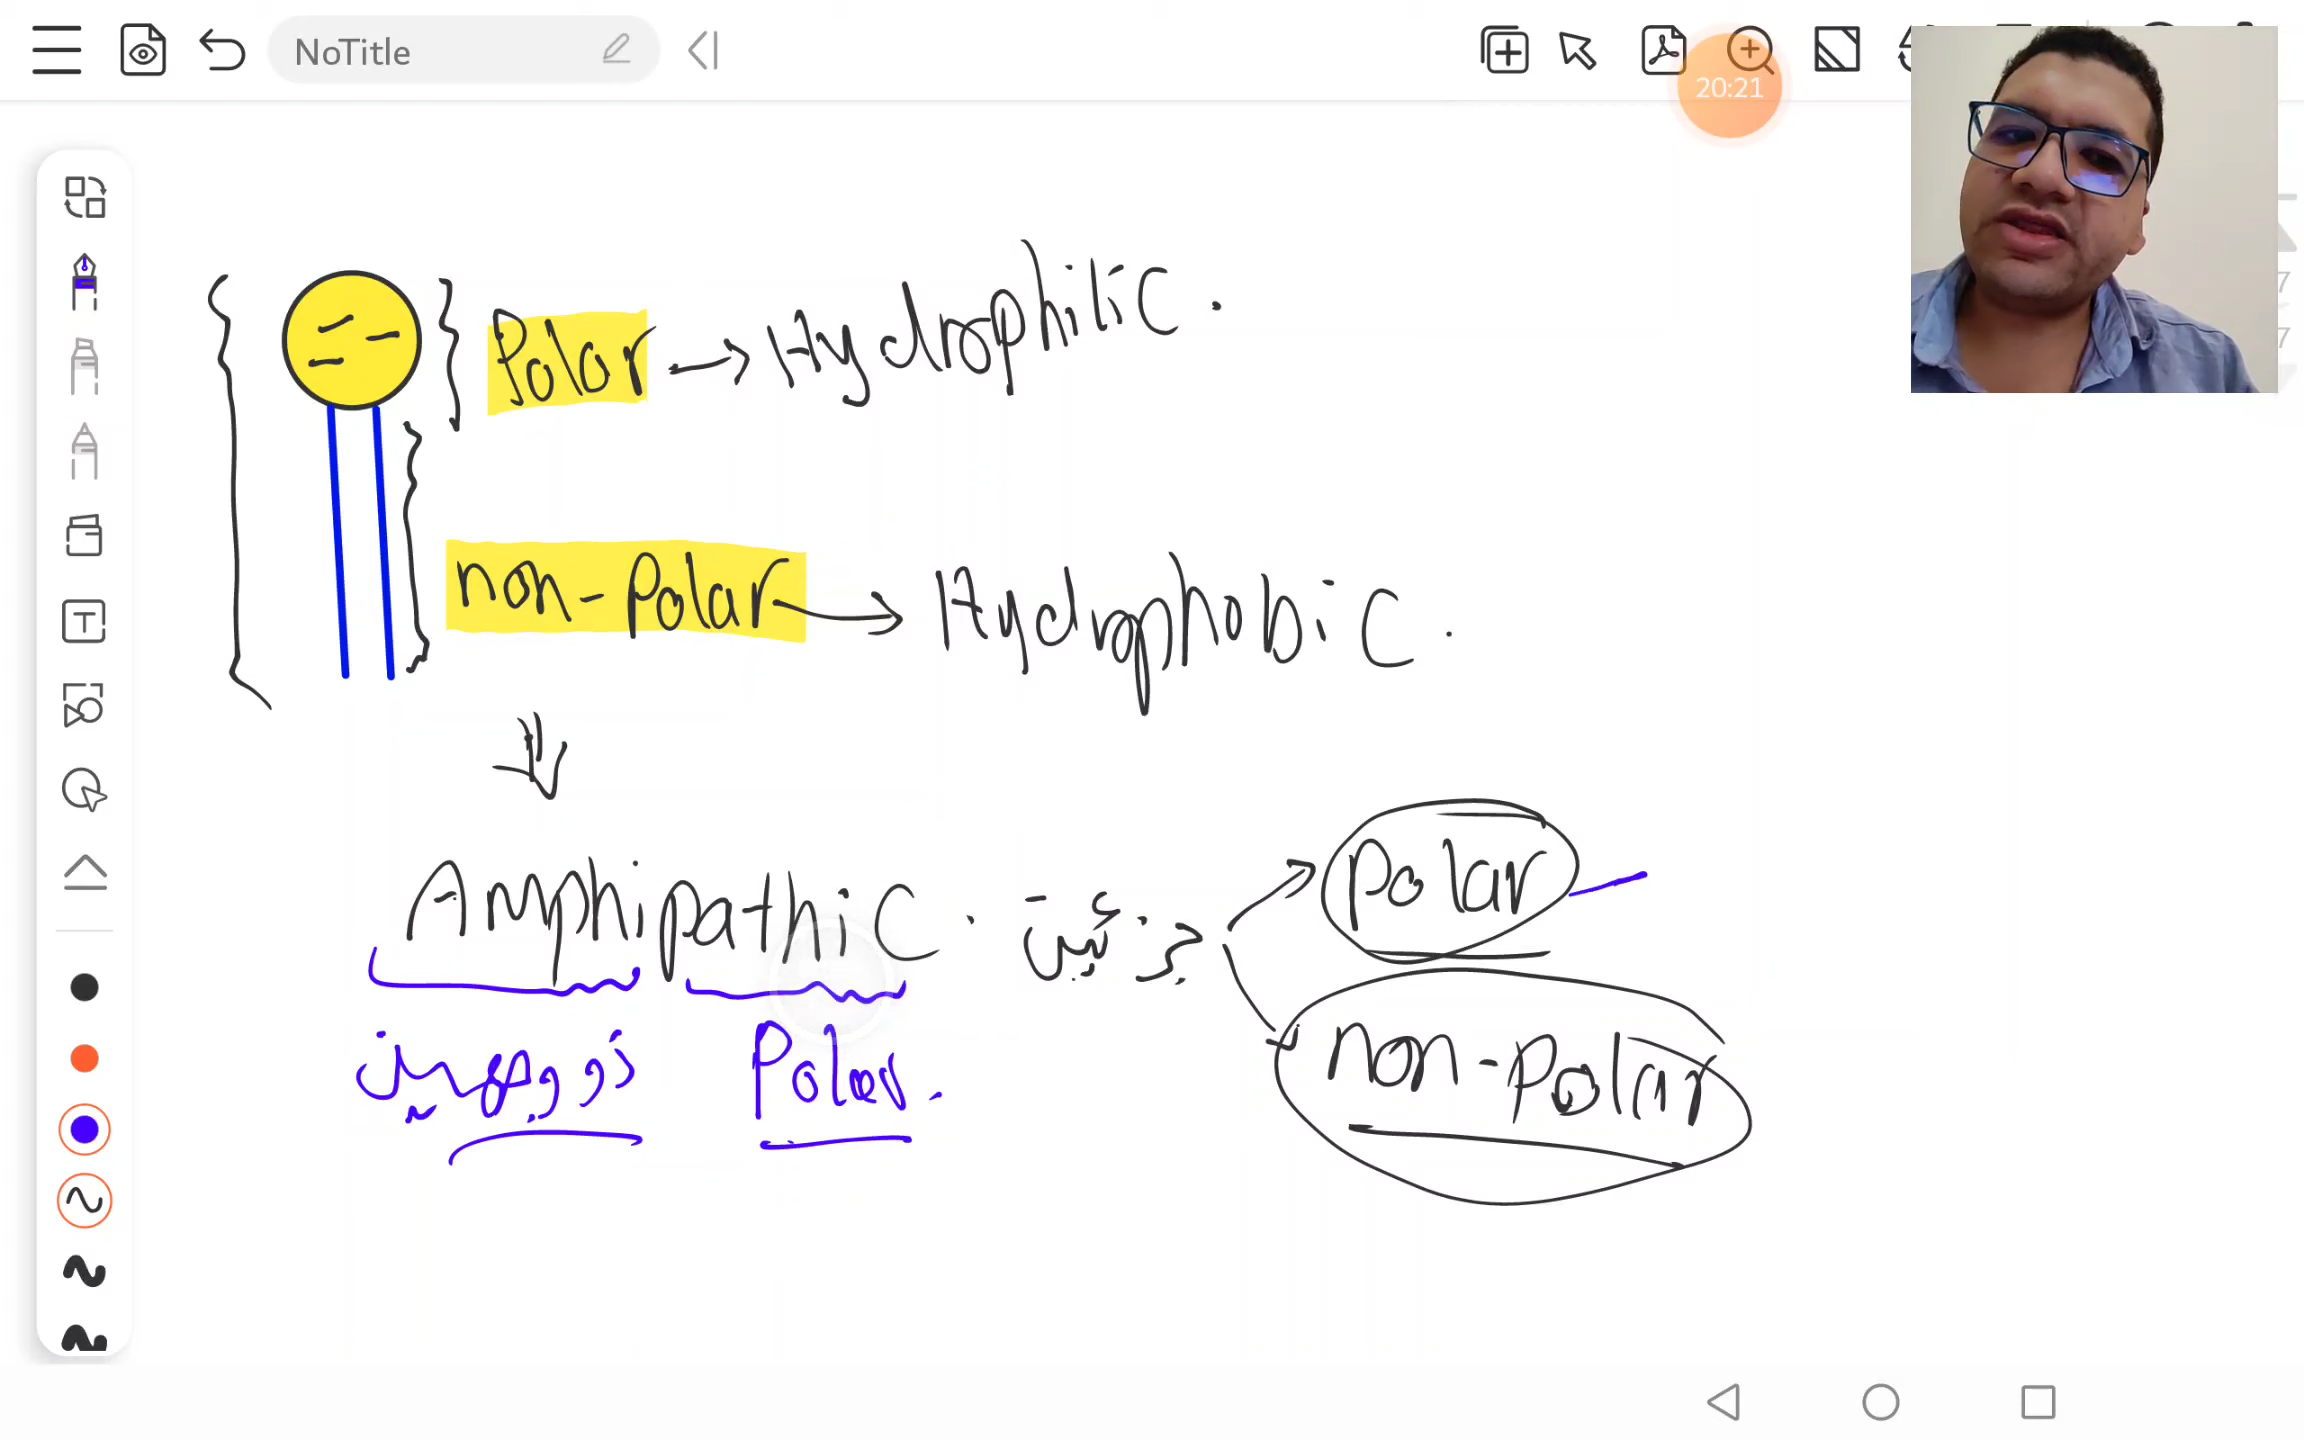 NoTitle
20:21
Polar → Hydrophilic.
non-Polar → Hydrophobic.
Amphipathic. جزئين
polar
non-polar
ذو وجهين
Polar.